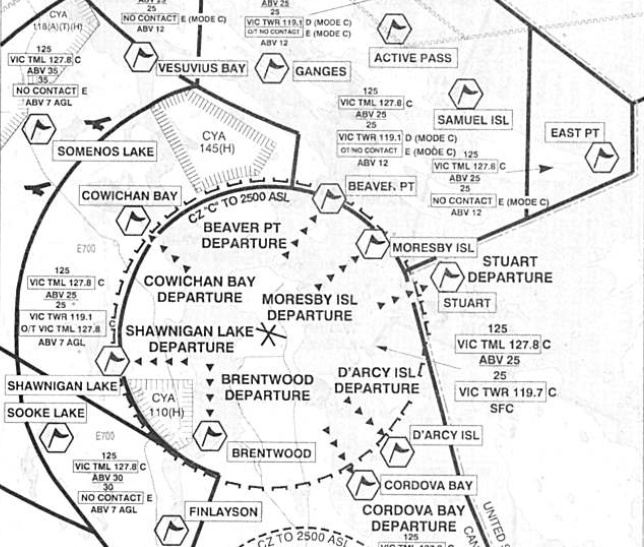 CYA
118(A)(T)(H)
25
NO CONTACT E (MODE C)
ABV 12
ABV 25
25
VIC TWR 119.1 D (MODE C)
O/T NO CONTACT E (MODE C)
ABV 12
125
VIC TML 127.8 C
ABV 35
35
NO CONTACT E
ABV 7 AGL
VESUVIUS BAY
GANGES
ACTIVE PASS
125
VIC TML 127.8 C
ABV 25
25
VIC TWR 119.1 D (MODE C)
O/T NO CONTACT E (MODE C)
ABV 12
SAMUEL ISL
EAST PT
SOMENOS LAKE
CYA
145(H)
125
VIC TML 127.8 C
ABV 25
25
NO CONTACT E (MODE C)
ABV 12
COWICHAN BAY
CZ 'C' TO 2500 ASL
BEAVER PT
BEAVER PT
DEPARTURE
MORESBY ISL
E700
STUART
DEPARTURE
125
VIC TML 127.8 C
ABV 25
25
VIC TWR 119.1 C
O/T VIC TML 127.8
ABV 7 AGL
COWICHAN BAY
DEPARTURE
MORESBY ISL
DEPARTURE
STUART
SHAWNIGAN LAKE
DEPARTURE
125
VIC TML 127.8 C
ABV 25
25
VIC TWR 119.7 C
SFC
SHAWNIGAN LAKE
BRENTWOOD
DEPARTURE
D'ARCY ISL
DEPARTURE
CYA
110(H)
SOOKE LAKE
E700
BRENTWOOD
D'ARCY ISL
125
VIC TML 127.8 C
ABV 30
30
NO CONTACT E
ABV 7 AGL
CORDOVA BAY
FINLAYSON
CORDOVA BAY
DEPARTURE
125
CZ TO 2500 ASL
UNITED S
CAN